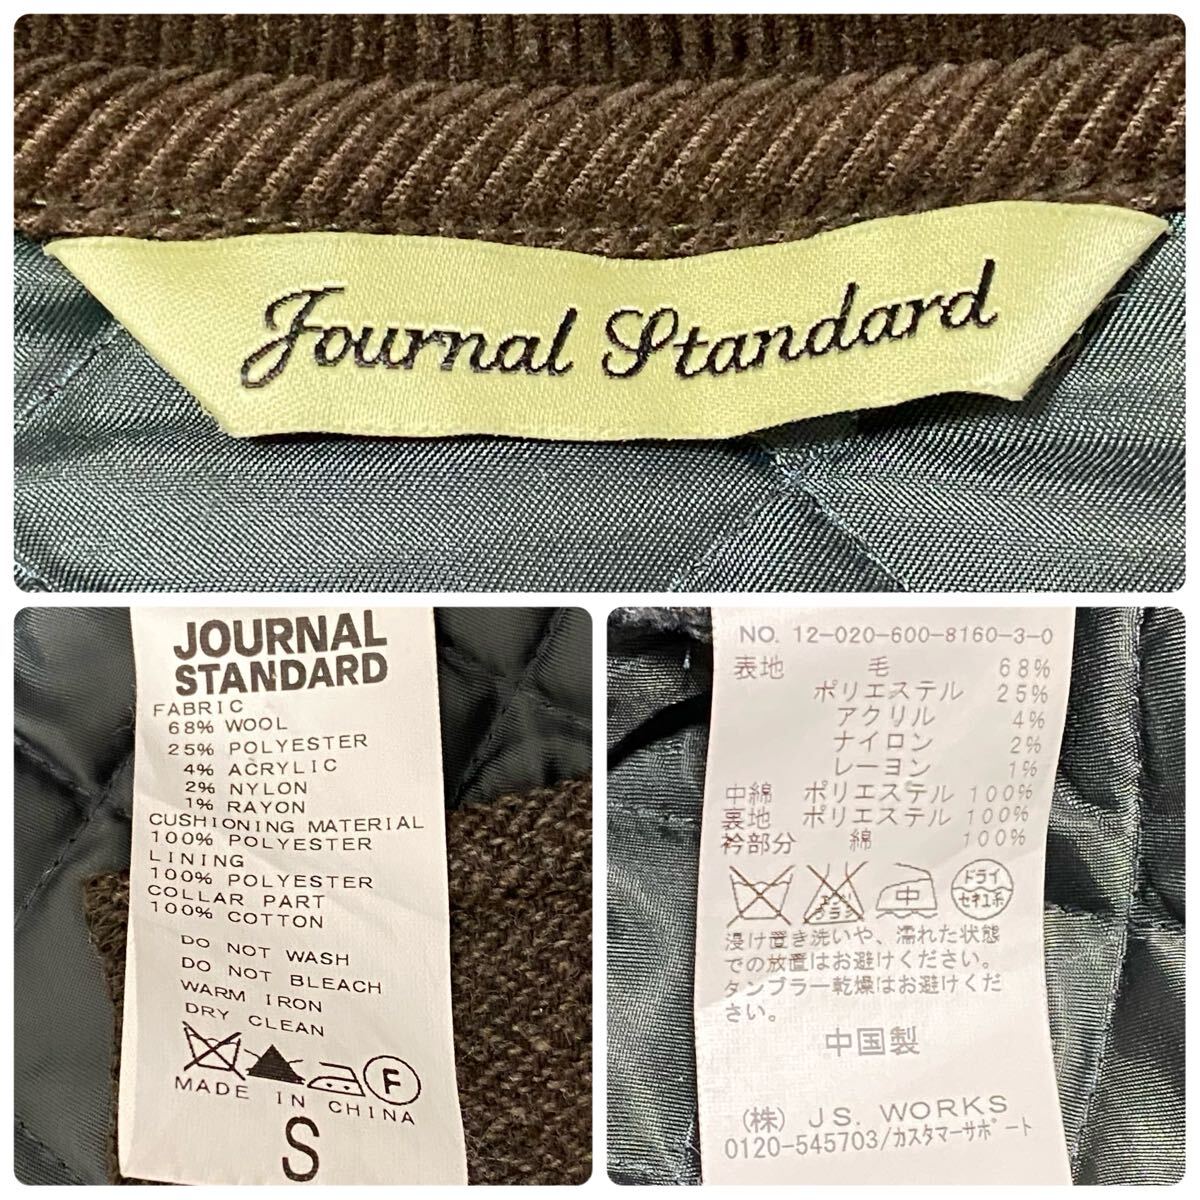 Journal Standard
JOURNAL
STANDARD
FABRIC
68% WOOL
25% POLYESTER
4% ACRYLIC
2% NYLON
1% RAYON
CUSHIONING MATERIAL
100% POLYESTER
LINING
100% POLYESTER
COLLAR PART
100% COTTON
DO NOT WASH
DO NOT BLEACH
WARM IRON
DRY CLEAN
F
MADE IN CHINA
S
NO. 12-020-600-8160-3-0
表地 毛 68%
ポリエステル 25%
アクリル 4%
ナイロン 2%
レーヨン 1%
中綿 ポリエステル 100%
裏地 ポリエステル 100%
衿部分 綿 100%
エンソ
サラシ
中
ドライ
セキユ系
浸け置き洗いや、濡れた状態
での放置はお避けください。
タンブラー乾燥はお避けくだ
さい。
中国製
(株) J.S. WORKS
0120-545703/カスタマーサポート